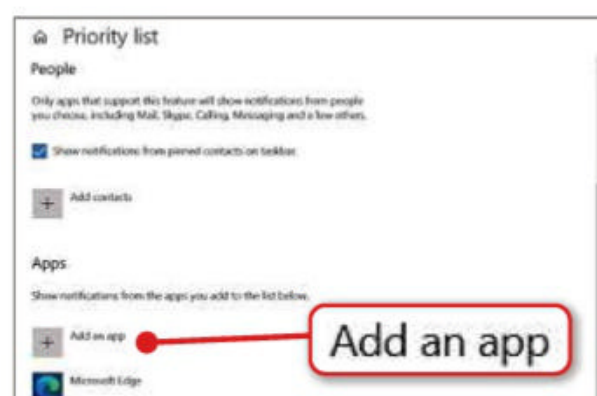 Priority list
People
Only apps that support this feature will show notifications from people
you choose, including Mail, Skype, Calling, Messaging and a few others.
Show notifications from pinned contacts on taskbar
+ Add contacts
Apps
Show notifications from the apps you add to the list below.
+ Add an app
Add an app
Microsoft Edge